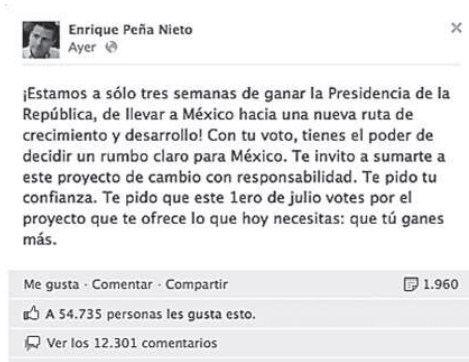 Enrique Peña Nieto
Ayer
¡Estamos a sólo tres semanas de ganar la Presidencia de la
República, de llevar a México hacia una nueva ruta de
crecimiento y desarrollo! Con tu voto, tienes el poder de
decidir un rumbo claro para México. Te invito a sumarte a
este proyecto de cambio con responsabilidad. Te pido tu
confianza. Te pido que este 1ero de julio votes por el
proyecto que te ofrece lo que hoy necesitas: que tú ganes
más.
Me gusta · Comentar · Compartir 1.960
A 54.735 personas les gusta esto.
Ver los 12.301 comentarios